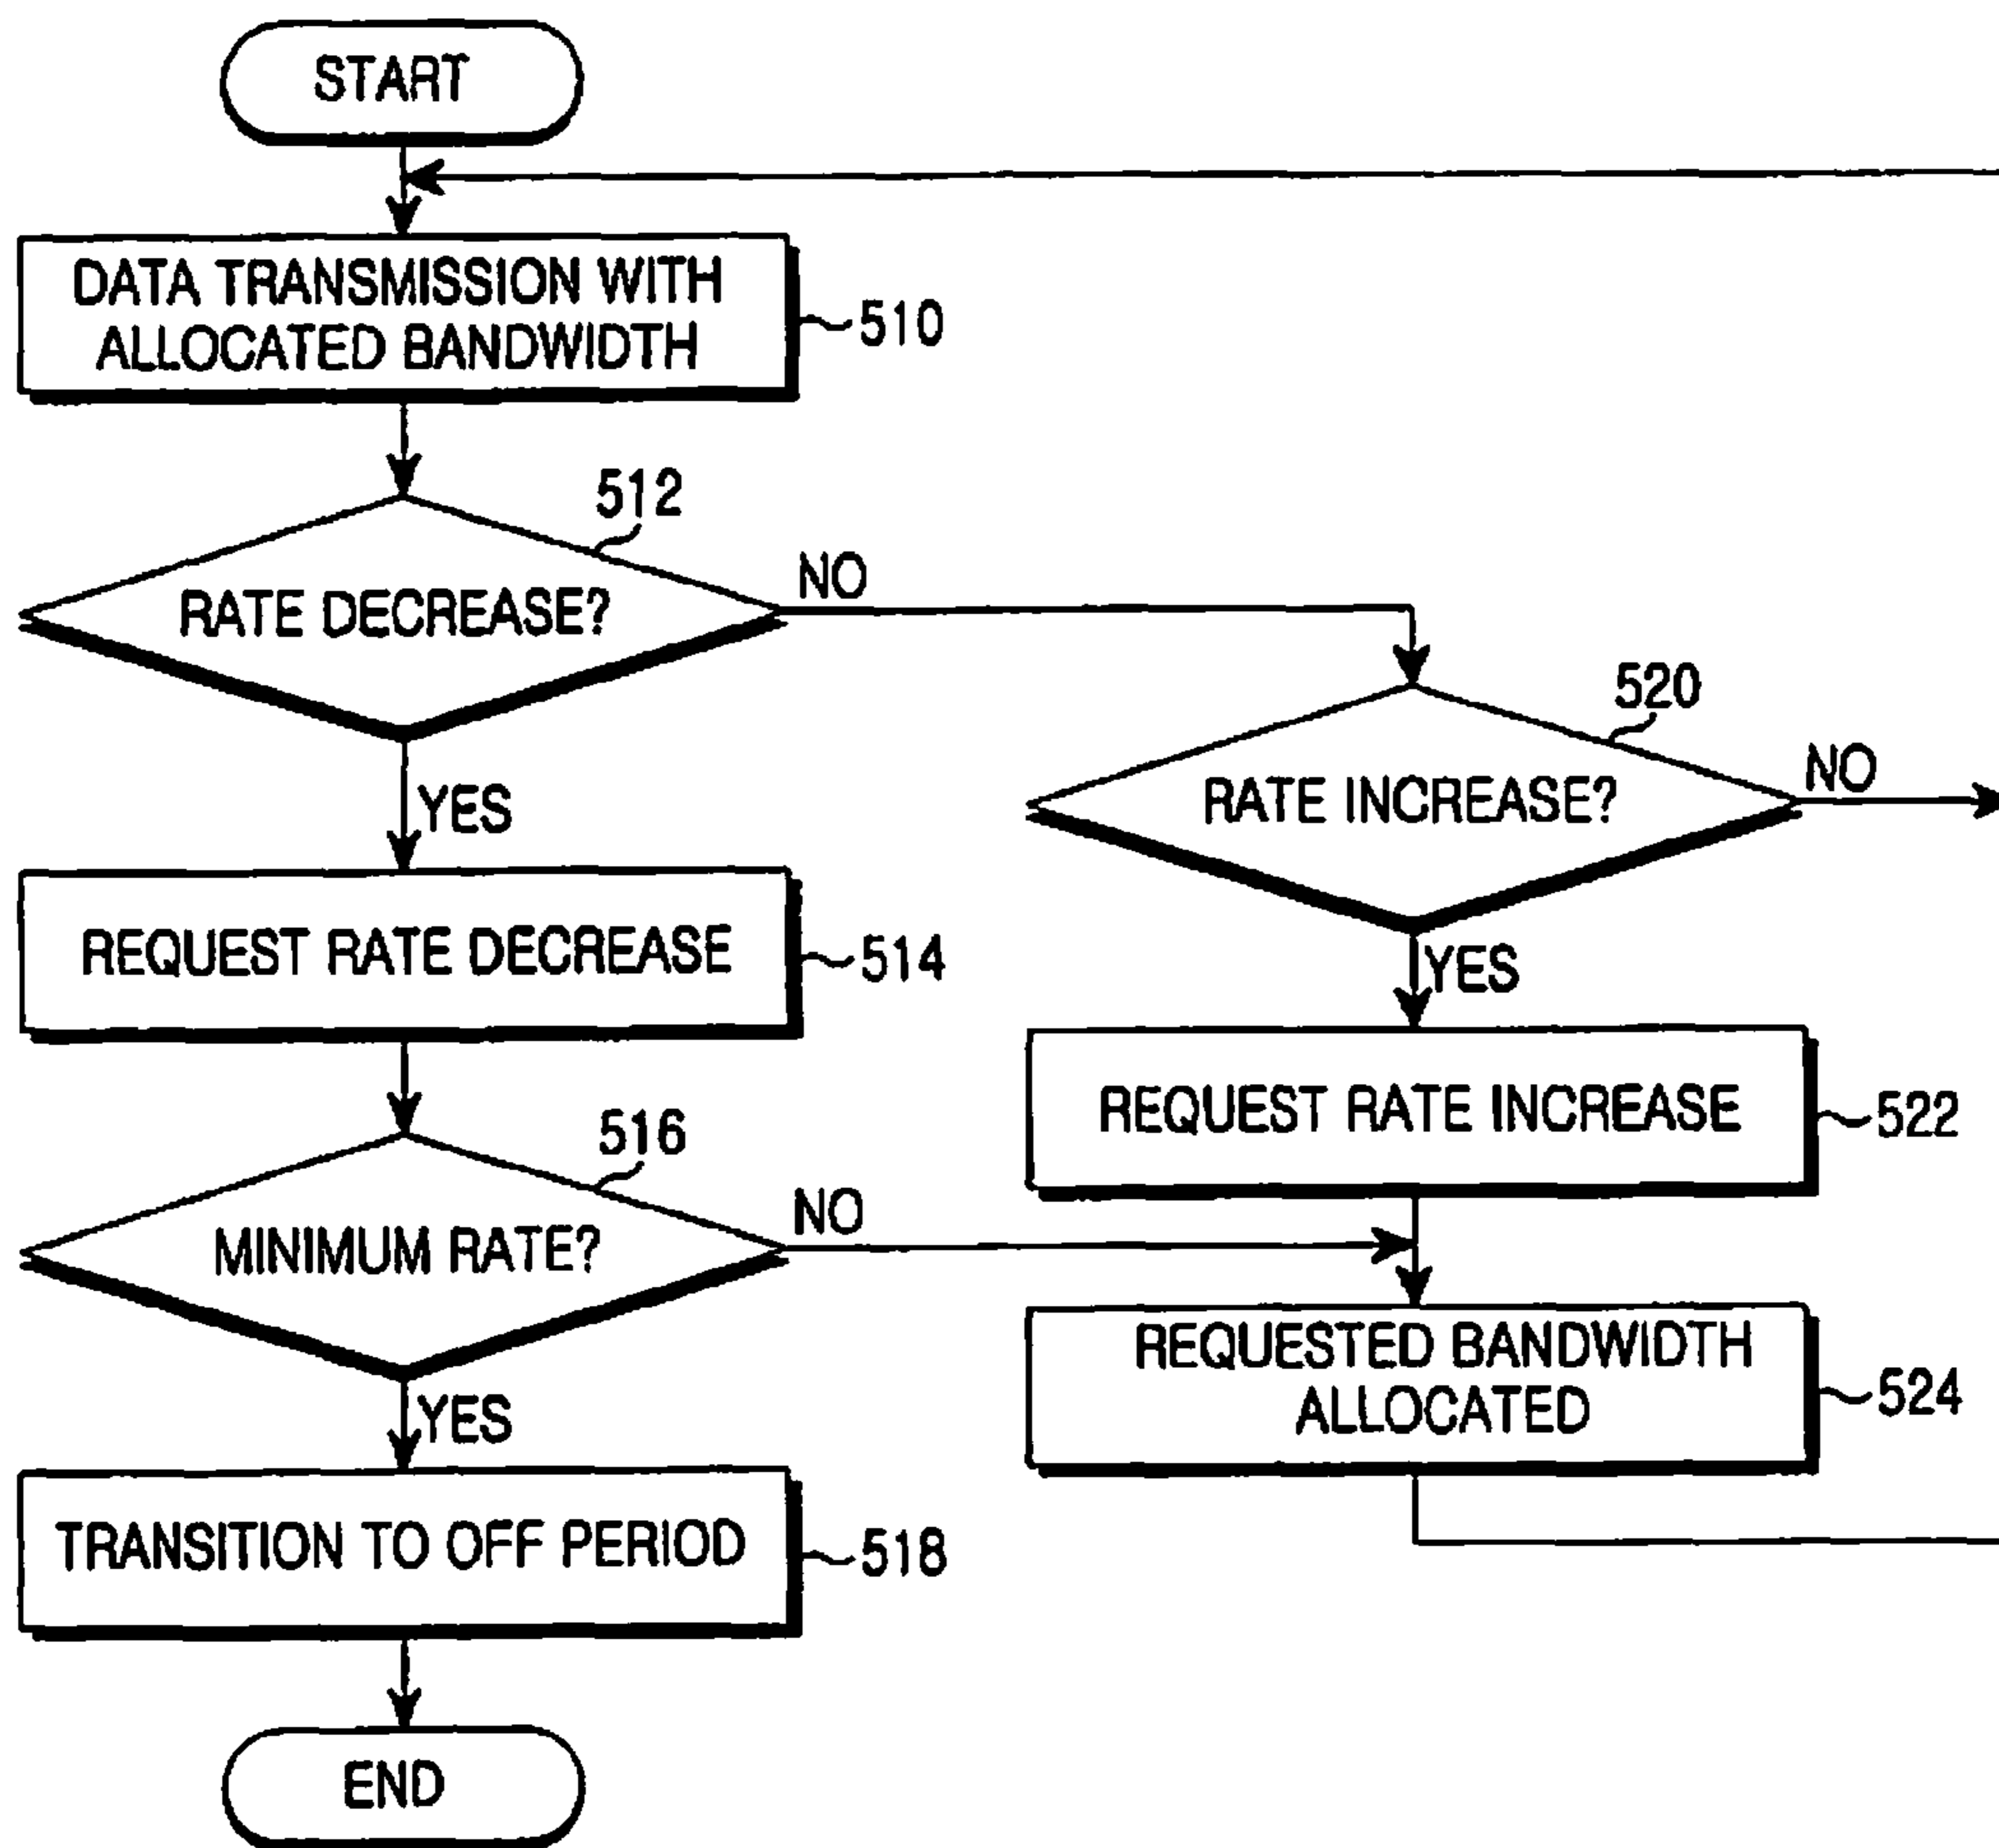 START
DATA TRANSMISSION WITH
ALLOCATED BANDWIDTH
510
512
RATE DECREASE?
NO
YES
520
RATE INCREASE?
NO
YES
REQUEST RATE DECREASE
514
REQUEST RATE INCREASE
522
516
MINIMUM RATE?
NO
YES
REQUESTED BANDWIDTH
ALLOCATED
524
TRANSITION TO OFF PERIOD
518
END